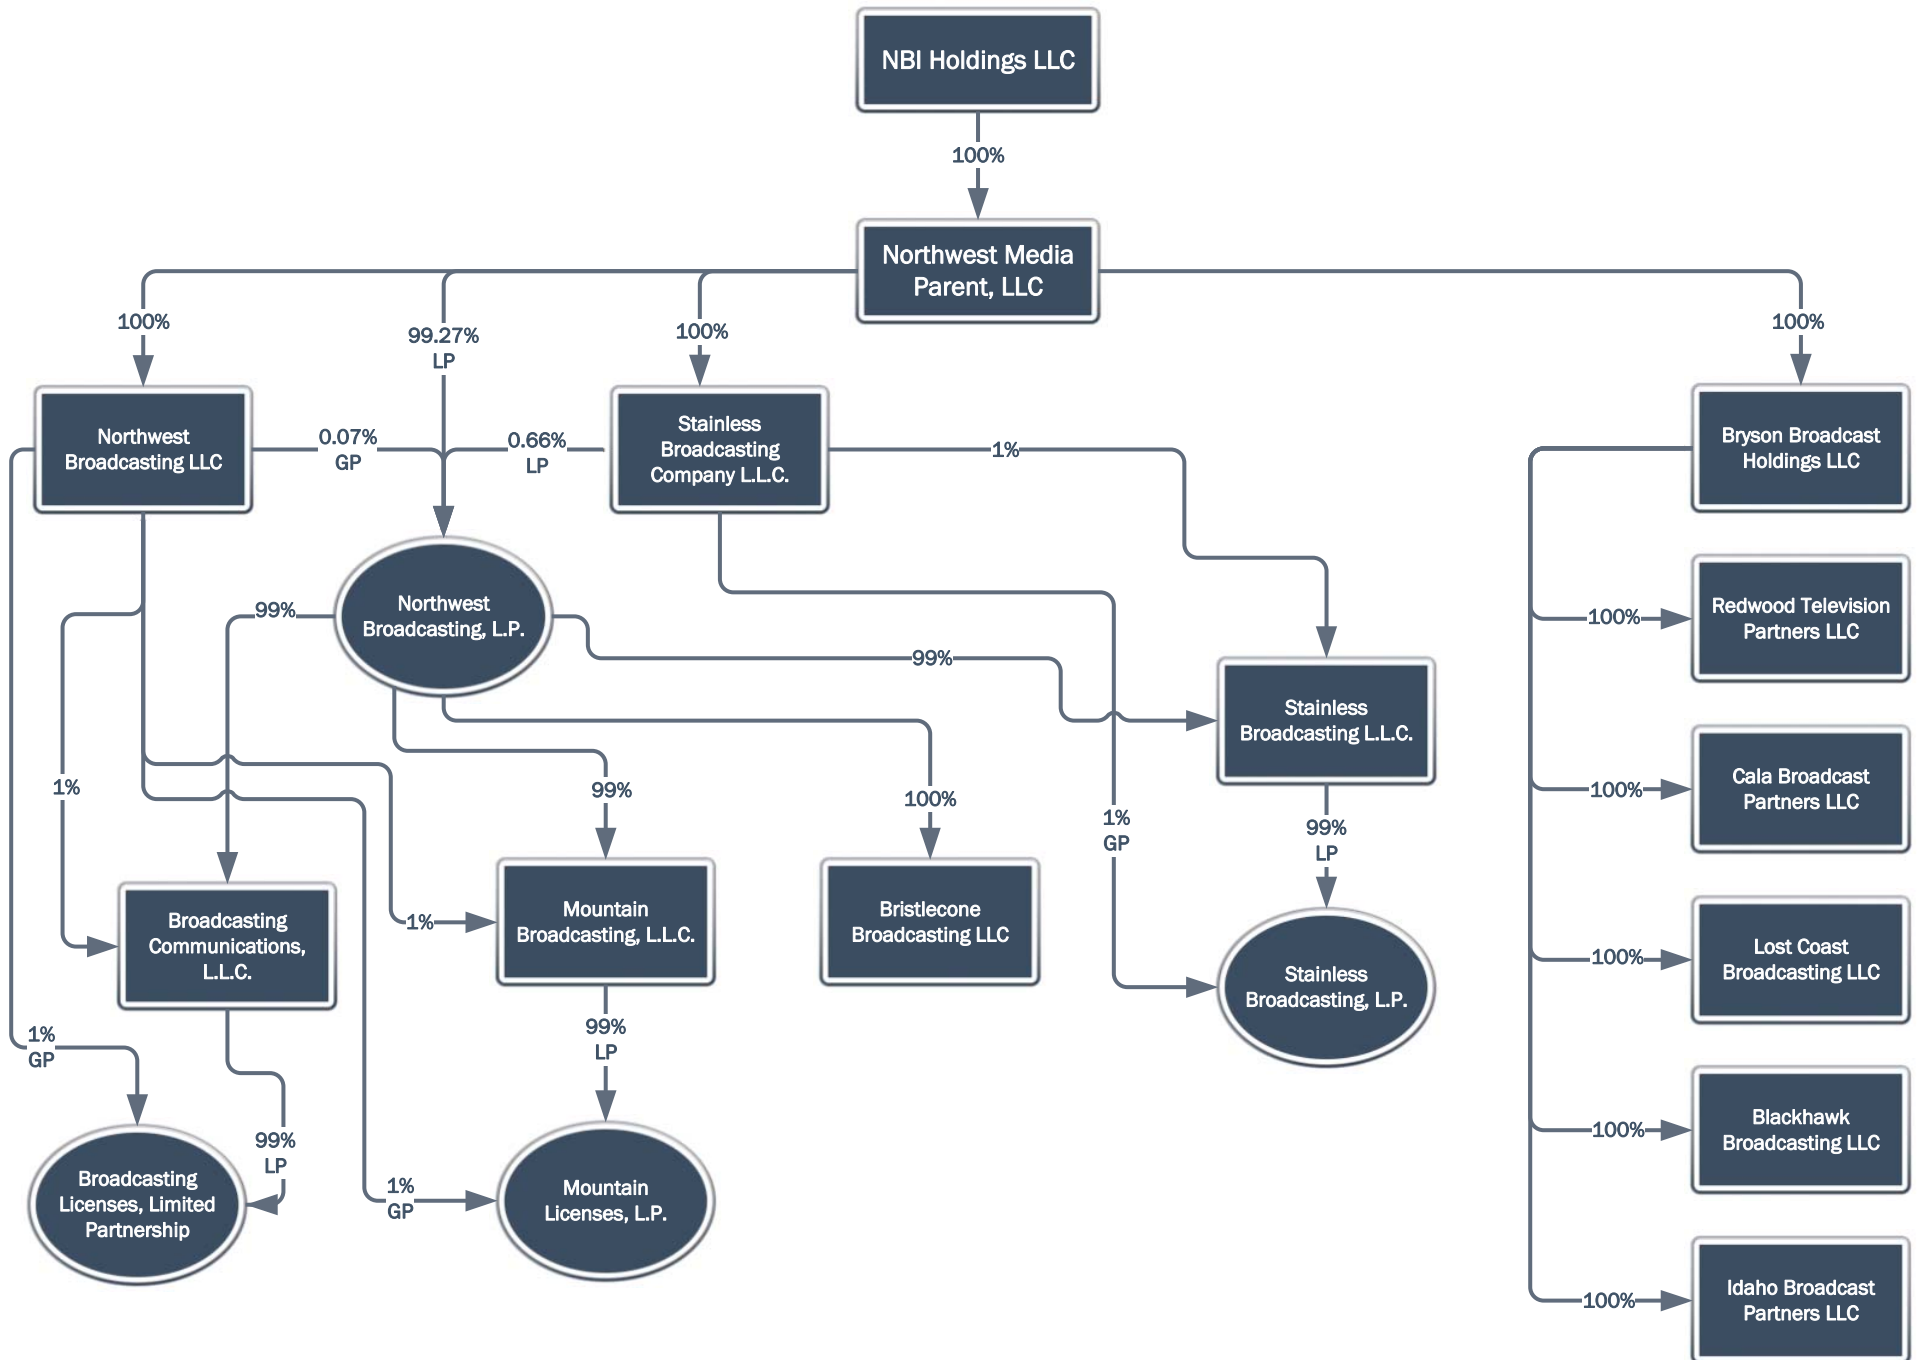 NBI Holdings LLC
100%
Northwest Media
Parent, LLC
100%
99.27%
LP
100%
100%
Northwest
Broadcasting LLC
0.07%
GP
0.66%
LP
Stainless
Broadcasting
Company L.L.C.
1%
Bryson Broadcast
Holdings LLC
Northwest
Broadcasting, L.P.
99%
99%
100%
Redwood Television
Partners LLC
Stainless
Broadcasting L.L.C.
1%
99%
100%
1%
GP
99%
LP
100%
Cala Broadcast
Partners LLC
Broadcasting
Communications,
L.L.C.
1%
Mountain
Broadcasting, L.L.C.
Bristlecone
Broadcasting LLC
Stainless
Broadcasting, L.P.
100%
Lost Coast
Broadcasting LLC
1%
GP
99%
LP
99%
LP
100%
Blackhawk
Broadcasting LLC
Broadcasting
Licenses, Limited
Partnership
1%
GP
Mountain
Licenses, L.P.
100%
Idaho Broadcast
Partners LLC